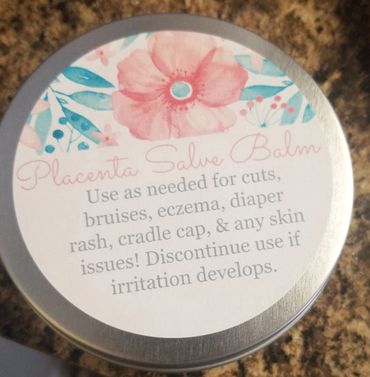 Placenta Salve Balm
Use as needed for cuts,
bruises, eczema, diaper
rash, cradle cap, & any skin
issues! Discontinue use if
irritation develops.